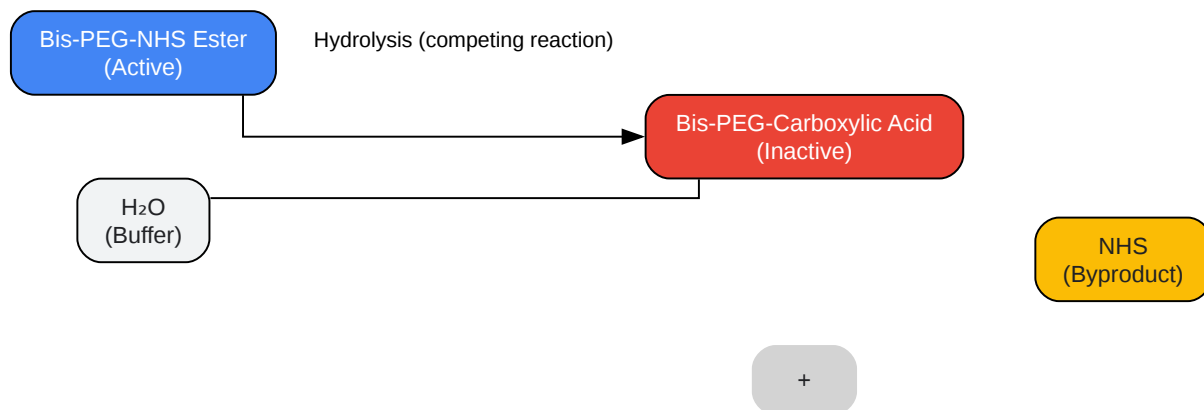 Bis-PEG-NHS Ester
(Active)
Hydrolysis (competing reaction)
Bis-PEG-Carboxylic Acid
(Inactive)
H₂O
(Buffer)
NHS
(Byproduct)
+